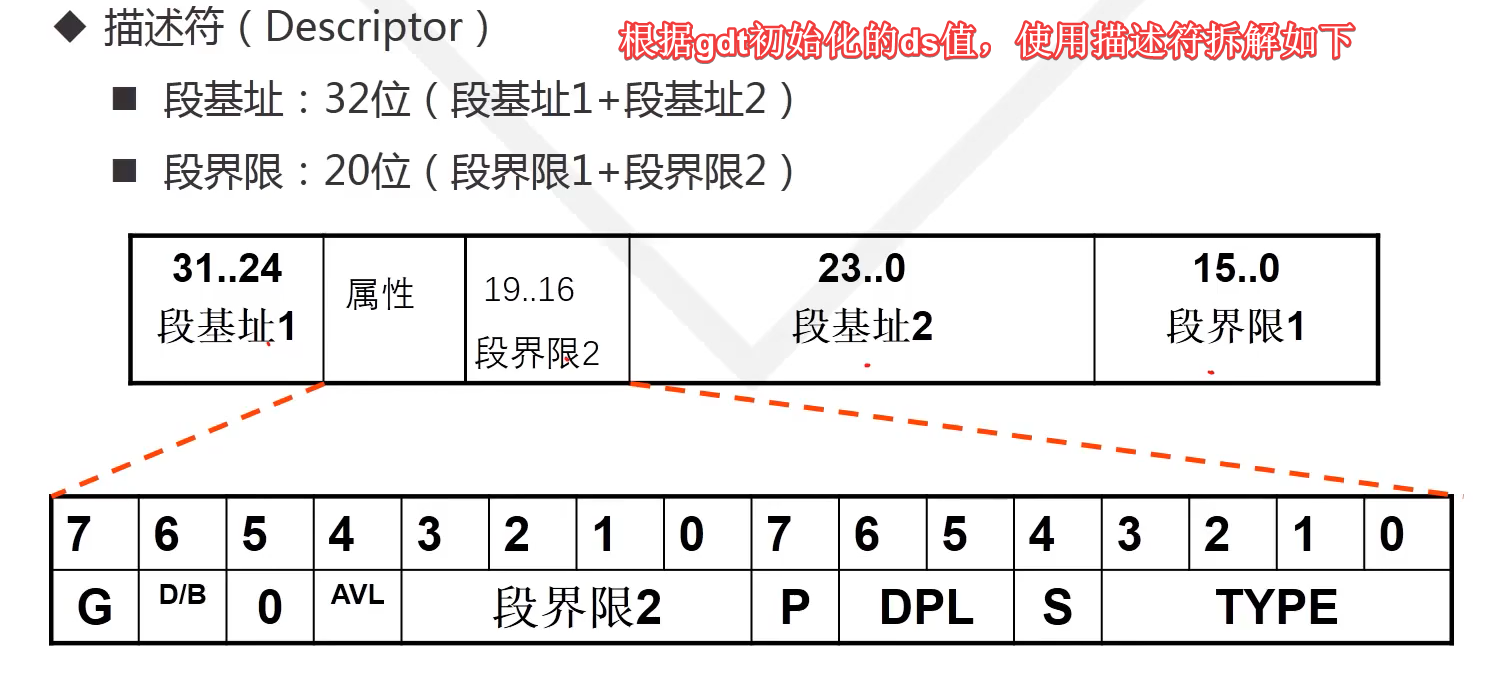 ◆ 描述符（Descriptor）
根据gdt初始化的ds值，使用描述符拆解如下
■ 段基址：32位（段基址1+段基址2）
■ 段界限：20位（段界限1+段界限2）
31..24 属性 19..16 23..0 15..0
段基址1 段界限2 段基址2 段界限1
7 6 5 4 3 2 1 0 7 6 5 4 3 2 1 0
G D/B 0 AVL 段界限2 P DPL S TYPE